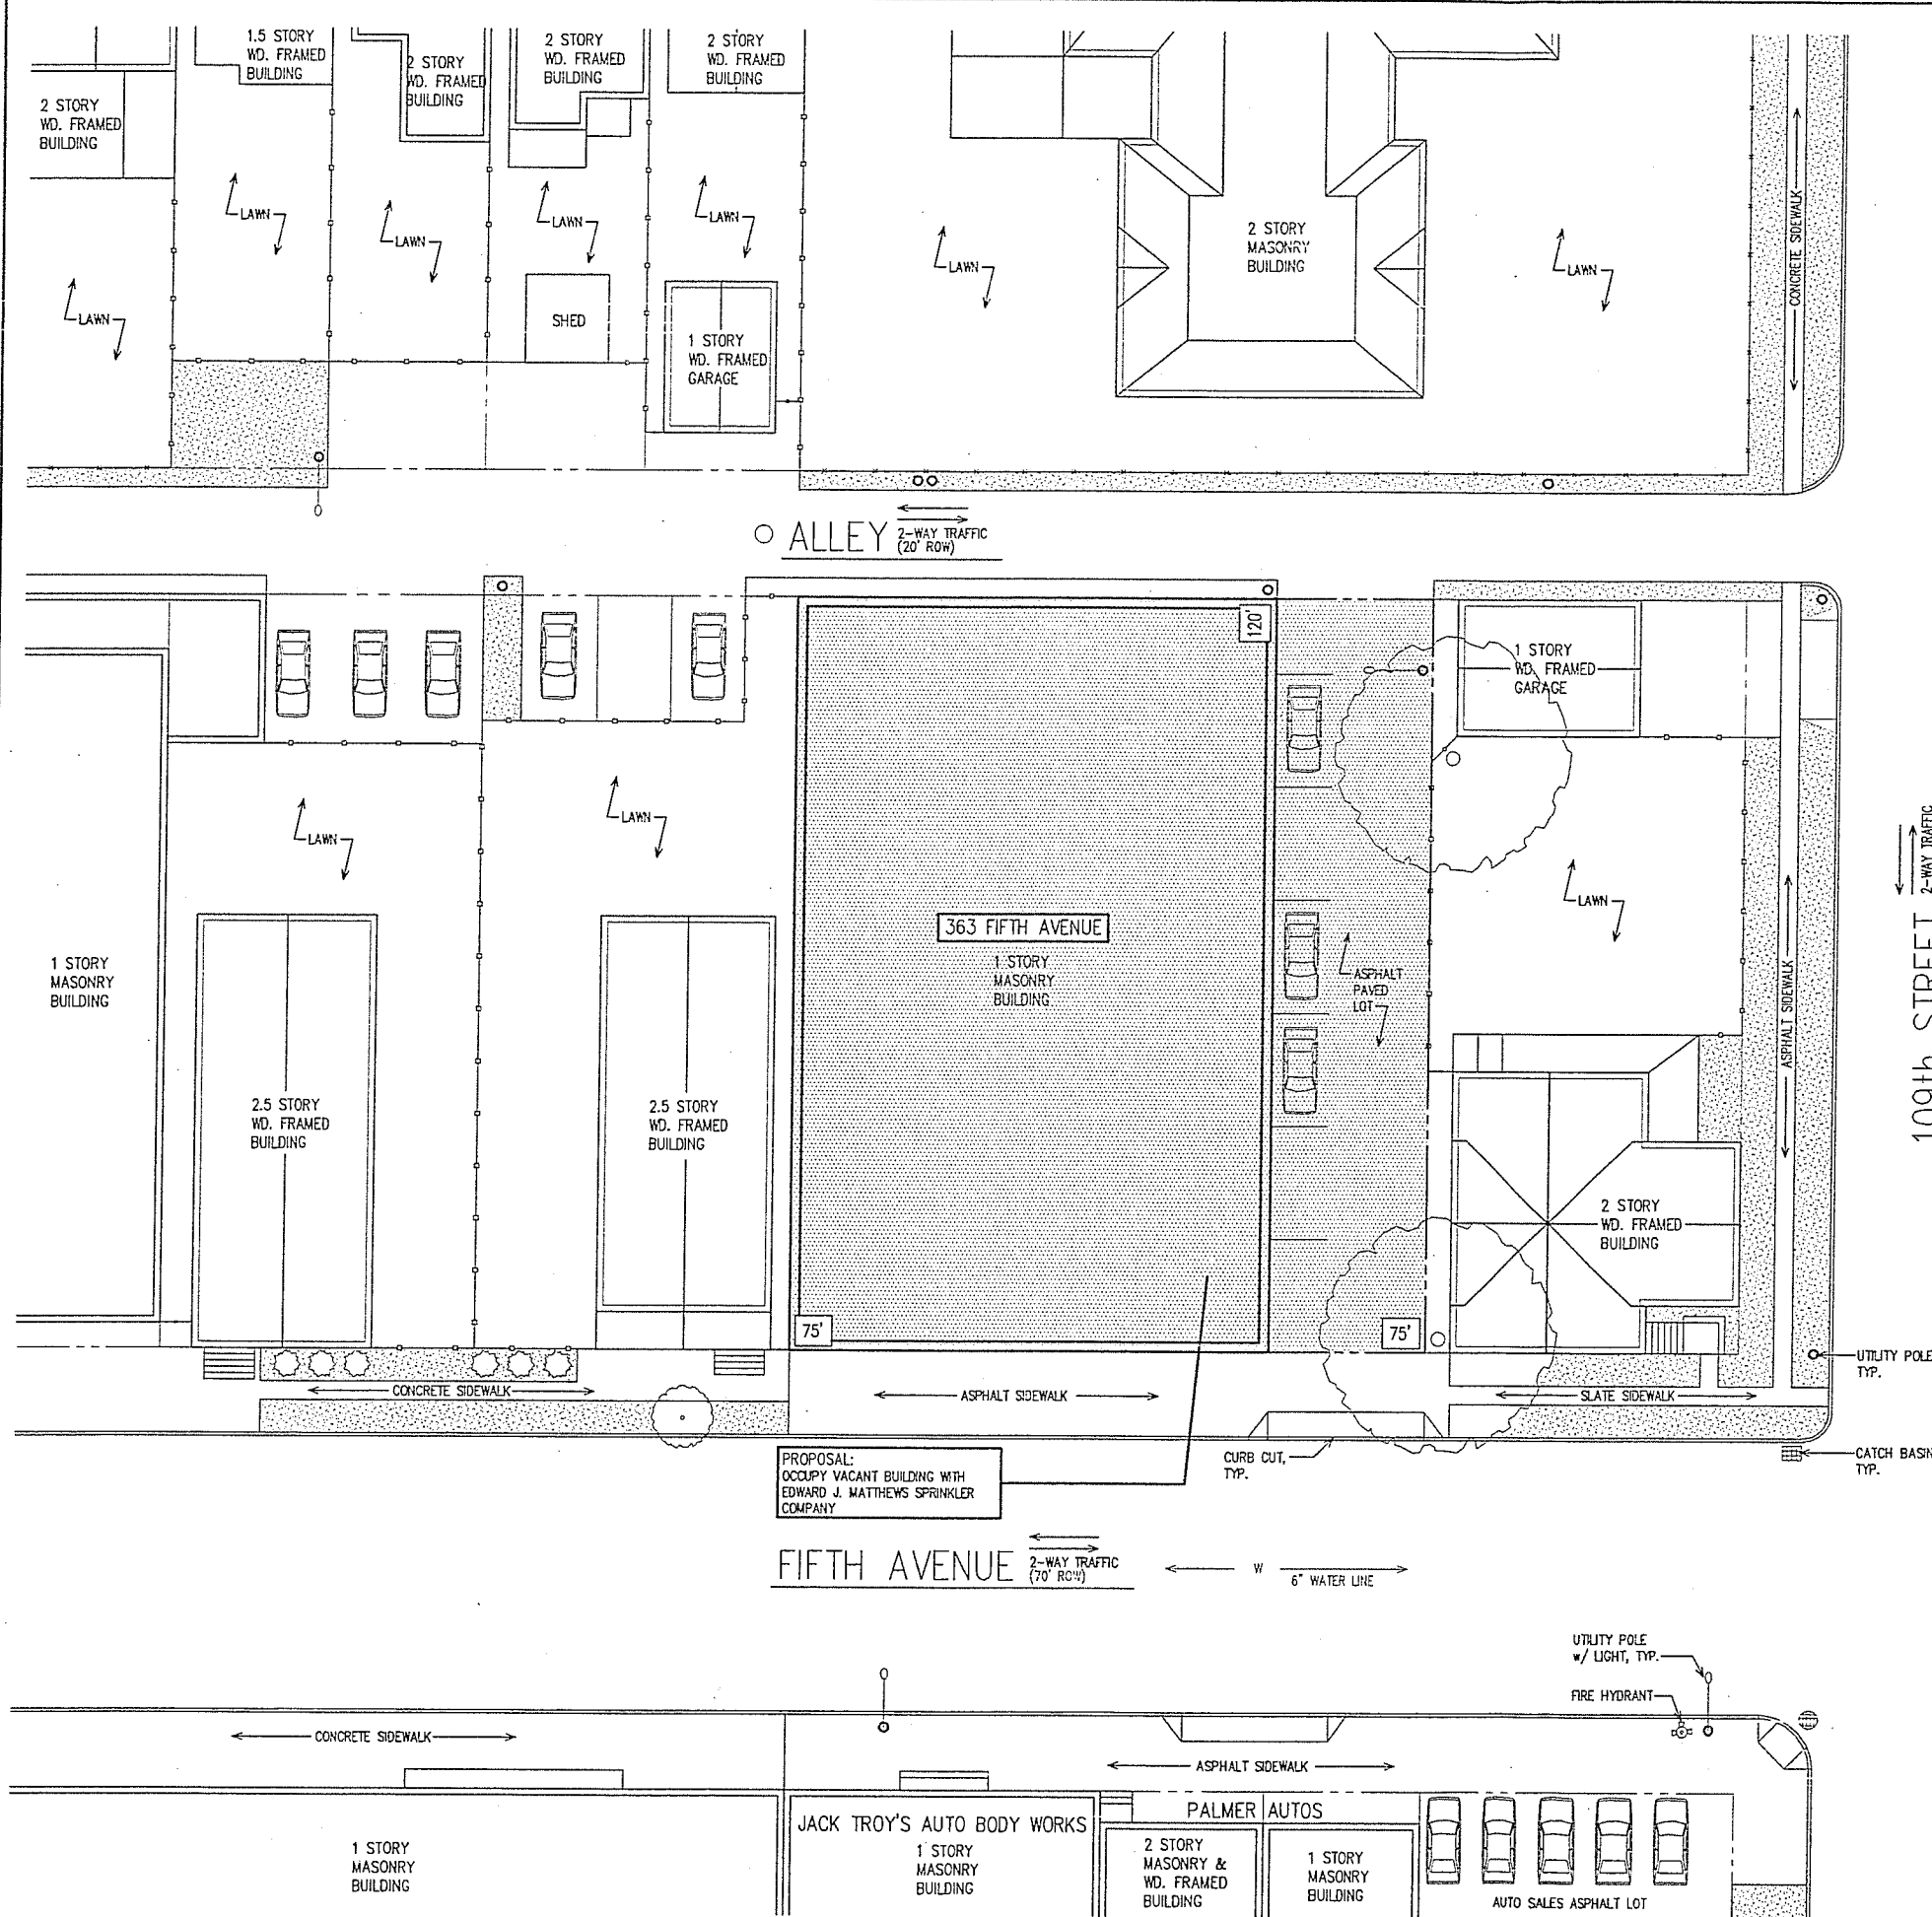 1.5 STORY
WD. FRAMED
BUILDING
2 STORY
WD. FRAMED
BUILDING
2 STORY
WD. FRAMED
BUILDING
2 STORY
WD. FRAMED
BUILDING
2 STORY
WD. FRAMED
BUILDING
LAWN
LAWN
LAWN
LAWN
LAWN
LAWN
2 STORY
MASONRY
BUILDING
LAWN
CONCRETE SIDEWALK
SHED
1 STORY
WD. FRAMED
GARAGE
ALLEY
2-WAY TRAFFIC
(20' ROW)
120'
1 STORY
WD. FRAMED
GARAGE
LAWN
LAWN
LAWN
363 FIFTH AVENUE
1 STORY
MASONRY
BUILDING
1 STORY
MASONRY
BUILDING
ASPHALT
PAVED
LOT
ASPHALT SIDEWALK
109th STREET
2-WAY TRAFFIC
2.5 STORY
WD. FRAMED
BUILDING
2.5 STORY
WD. FRAMED
BUILDING
2 STORY
WD. FRAMED
BUILDING
75'
75'
UTILITY POLE
TYP.
CONCRETE SIDEWALK
ASPHALT SIDEWALK
SLATE SIDEWALK
CURB CUT,
TYP.
CATCH BASIN
TYP.
PROPOSAL:
OCCUPY VACANT BUILDING WITH
EDWARD J. MATTHEWS SPRINKLER
COMPANY
FIFTH AVENUE
2-WAY TRAFFIC
(70' ROW)
W
6" WATER LINE
UTILITY POLE
w/ LIGHT, TYP.
FIRE HYDRANT
CONCRETE SIDEWALK
ASPHALT SIDEWALK
1 STORY
MASONRY
BUILDING
JACK TROY'S AUTO BODY WORKS
1 STORY
MASONRY
BUILDING
PALMER AUTOS
2 STORY
MASONRY &
WD. FRAMED
BUILDING
1 STORY
MASONRY
BUILDING
AUTO SALES ASPHALT LOT